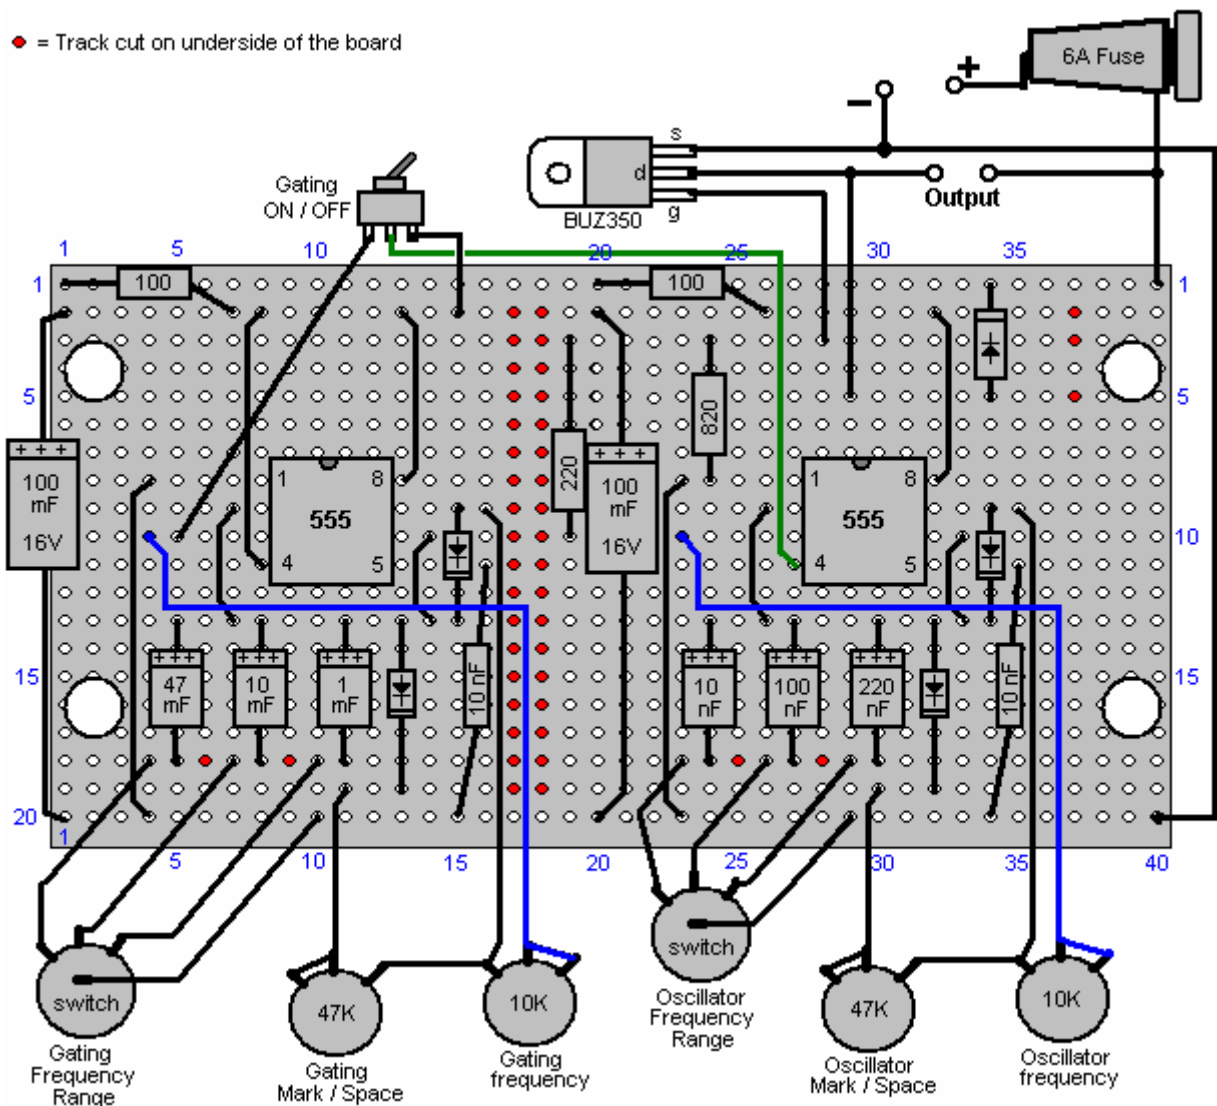 = Track cut on underside of the board
6A Fuse
+
−
s
d
g
BUZ350
Output
Gating
ON / OFF
1 5 10 20 25 30 35
1 100 100 1
5 5
820
220
+ + +
100
mF
16V
1 8
555
4 5
+ + +
100
mF
16V
1 8
555
4 5
10 10
15 15
+++
47
mF
+++
10
mF
+++
1
mF
10 nF
+++
10
nF
+++
100
nF
+++
220
nF
10 nF
20
1 5 10 15 20 25 30 35 40
switch
Gating
Frequency
Range
47K
Gating
Mark / Space
10K
Gating
frequency
switch
Oscillator
Frequency
Range
47K
Oscillator
Mark / Space
10K
Oscillator
frequency